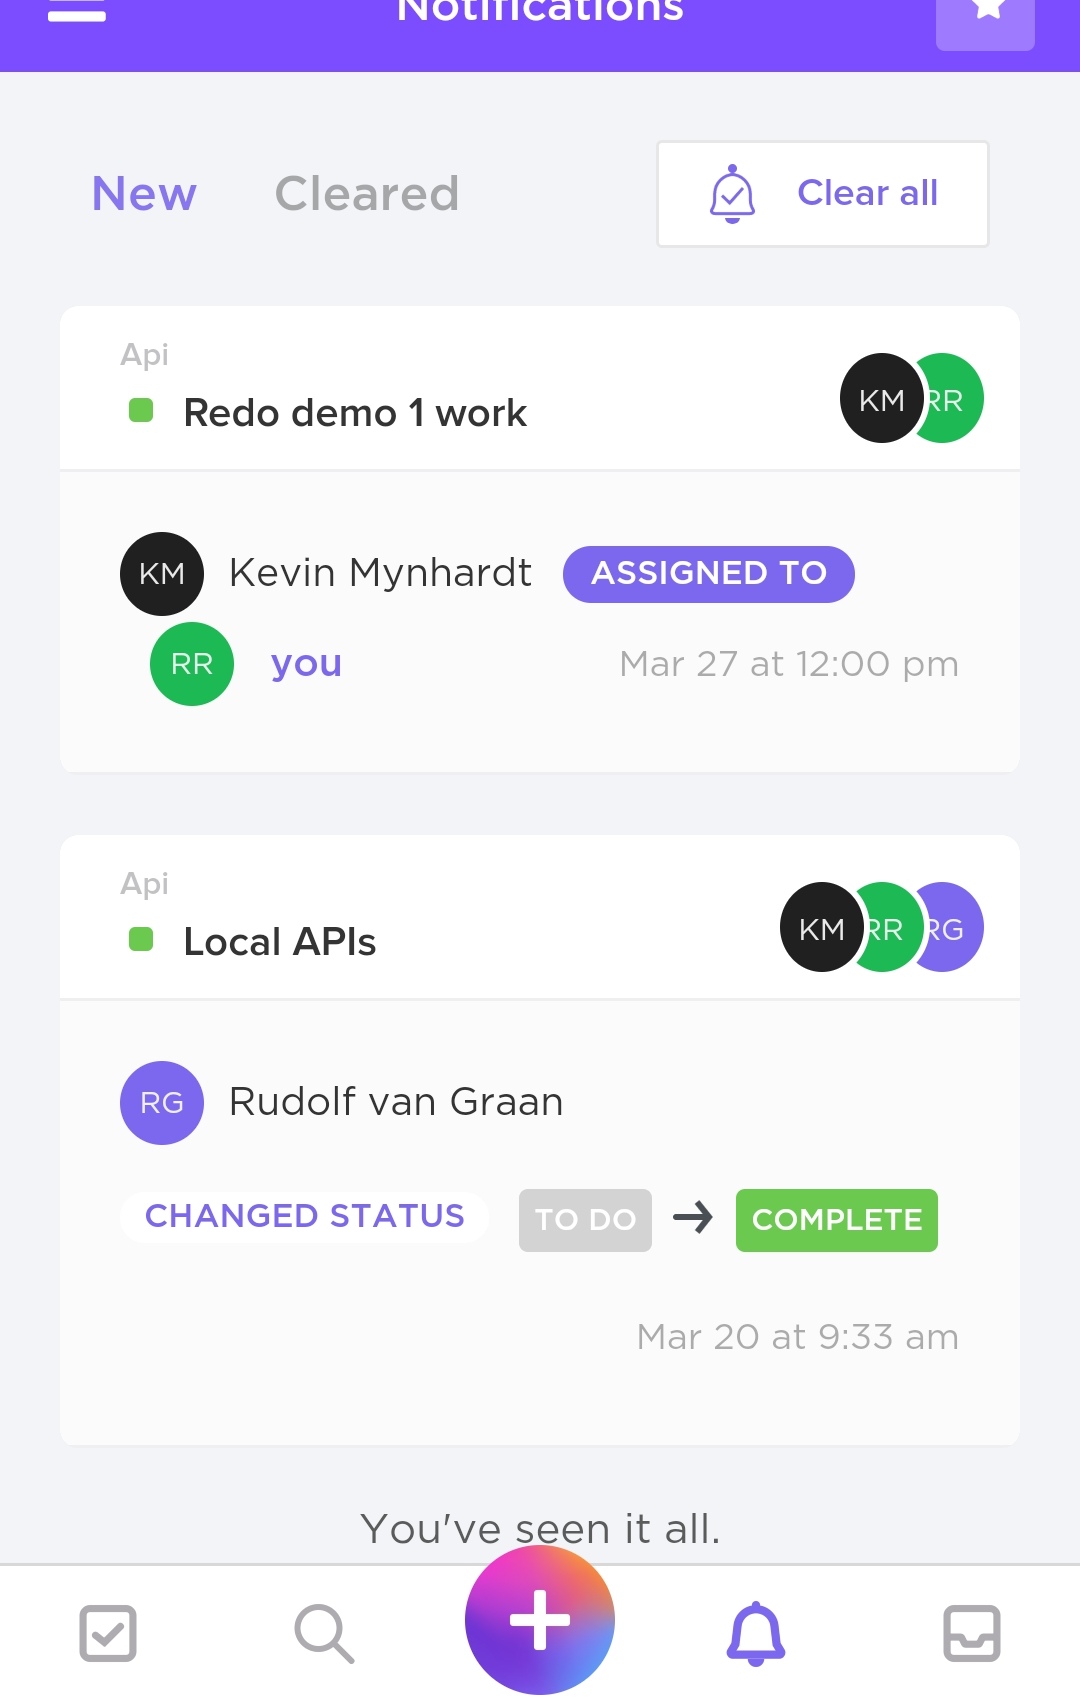 Notifications
New Cleared Clear all
Api
Redo demo 1 work KM RR
KM Kevin Mynhardt ASSIGNED TO
RR you Mar 27 at 12:00 pm
Api
Local APIs KM RR RG
RG Rudolf van Graan
CHANGED STATUS TO DO → COMPLETE
Mar 20 at 9:33 am
You've seen it all.